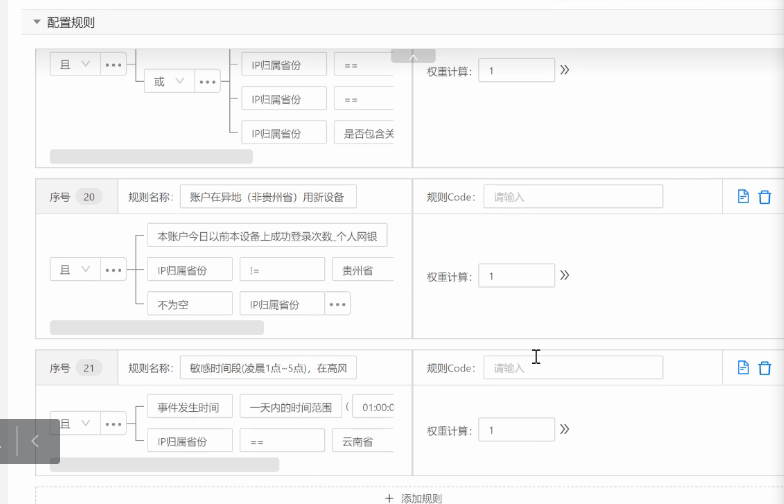 配置规则
IP归属省份 ==
且 权重计算: 1
或
IP归属省份 ==
IP归属省份 是否包含关
序号 20 规则名称: 账户在异地（非贵州省）用新设备 规则Code: 请输入
本账户今日以前本设备上成功登录次数_个人网银
且 IP归属省份 != 贵州省 权重计算: 1
不为空 IP归属省份
序号 21 规则名称: 敏感时间段(凌晨1点~5点)，在高风 规则Code: 请输入
事件发生时间 一天内的时间范围 ( 01:00:0
且 权重计算: 1
IP归属省份 == 云南省
+ 添加规则